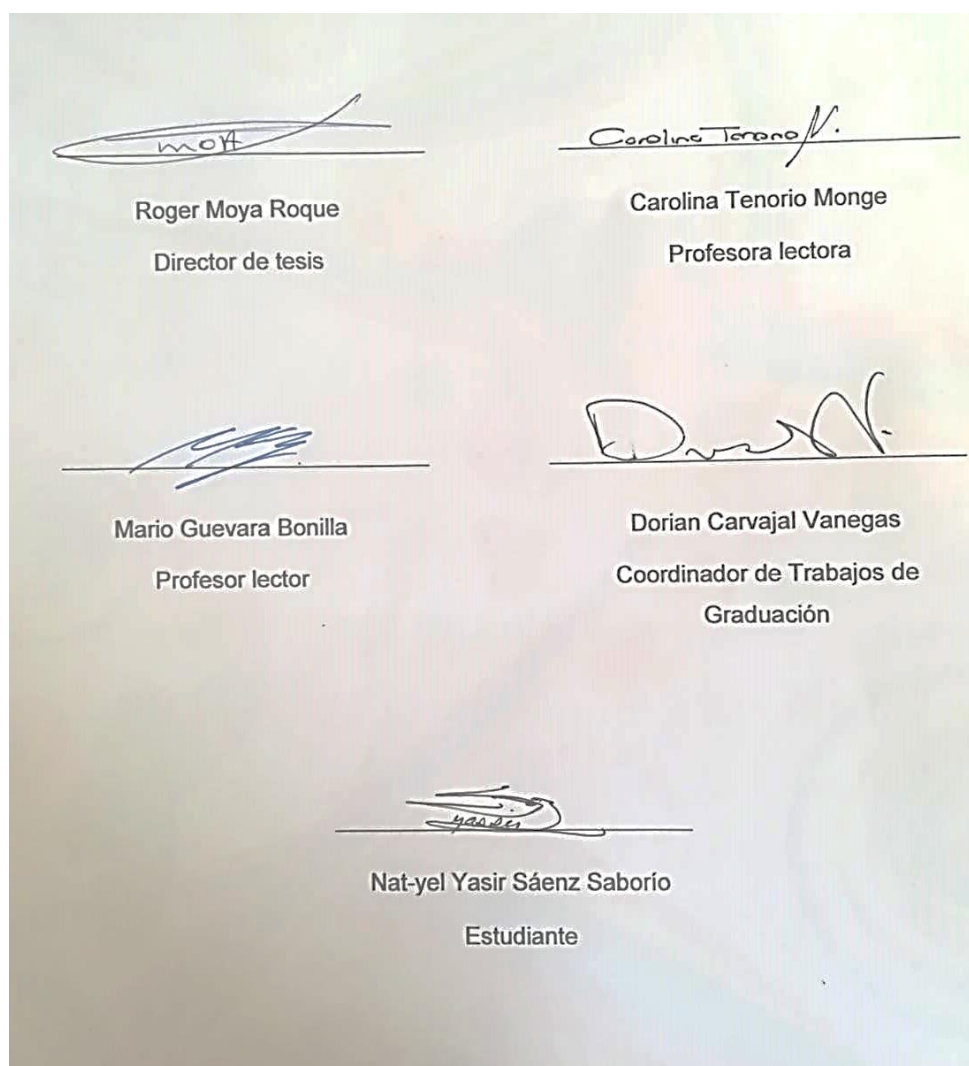 Carolina Tenorio
Roger Moya Roque
Carolina Tenorio Monge
Director de tesis
Profesora lectora
Mario Guevara Bonilla
Dorian Carvajal Vanegas
Profesor lector
Coordinador de Trabajos de
Graduación
Yassir
Nat-yel Yasir Sáenz Saborío
Estudiante